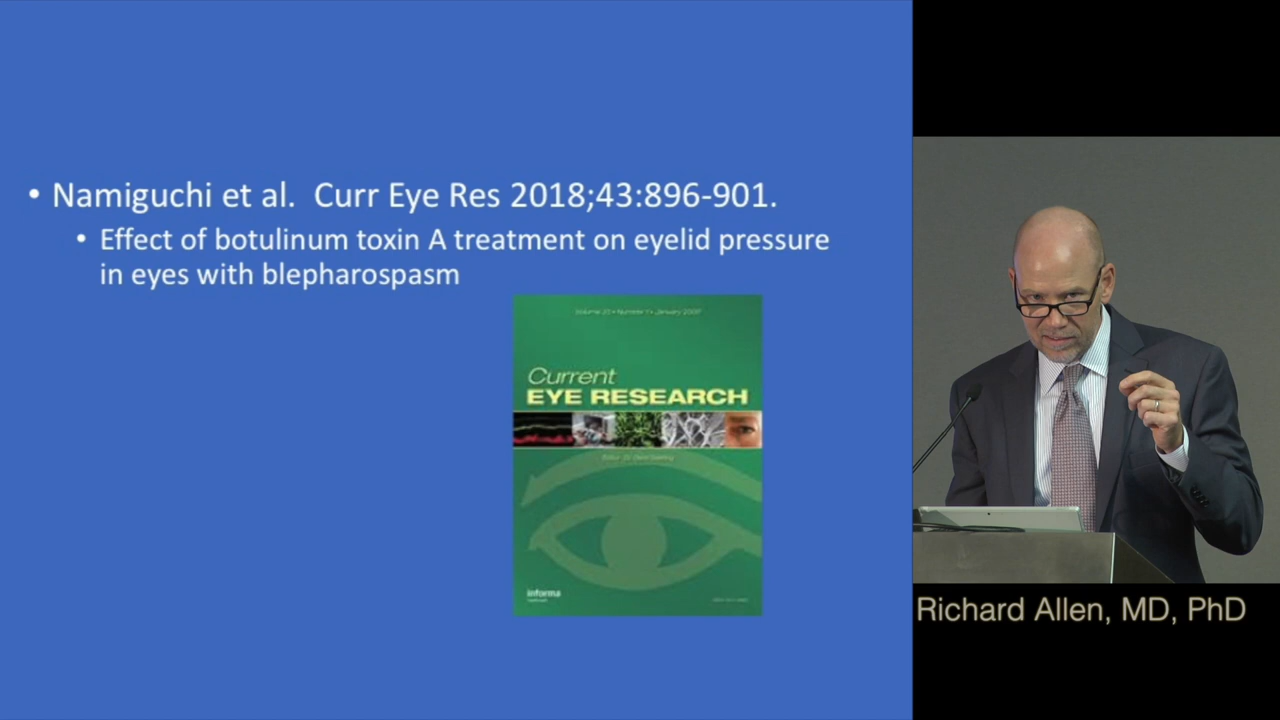 • Namiguchi et al.  Curr Eye Res 2018;43:896-901.
• Effect of botulinum toxin A treatment on eyelid pressure
in eyes with blepharospasm
Current
EYE RESEARCH
informa
Richard Allen, MD, PhD